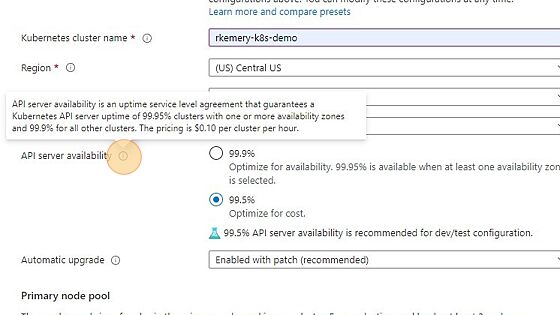 configurations above. You can modify these configurations at any time.
Learn more and compare presets
Kubernetes cluster name *
rkemery-k8s-demo
Region *
(US) Central US
API server availability is an uptime service level agreement that guarantees a
Kubernetes API server uptime of 99.95% clusters with one or more availability zones
and 99.9% for all other clusters. The pricing is $0.10 per cluster per hour.
API server availability
99.9%
Optimize for availability. 99.95% is available when at least one availability zon
is selected.
99.5%
Optimize for cost.
99.5% API server availability is recommended for dev/test configuration.
Automatic upgrade
Enabled with patch (recommended)
Primary node pool